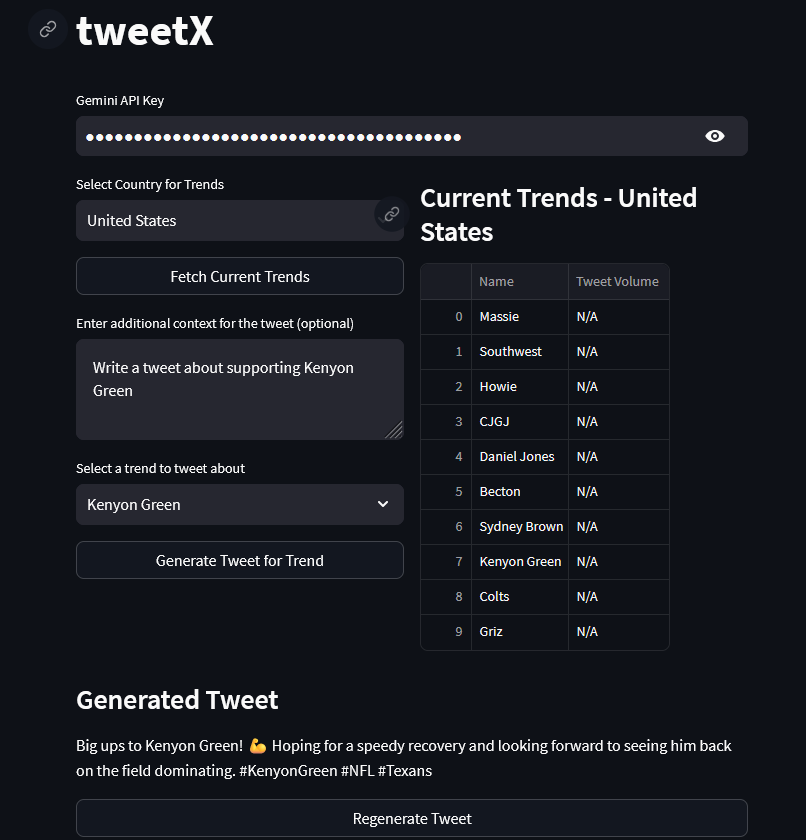 tweetX
Gemini API Key
Select Country for Trends
United States
Fetch Current Trends
Enter additional context for the tweet (optional)
Write a tweet about supporting Kenyon
Green
Select a trend to tweet about
Kenyon Green
Generate Tweet for Trend
Current Trends - United
States
Name Tweet Volume
0 Massie N/A
1 Southwest N/A
2 Howie N/A
3 CJGJ N/A
4 Daniel Jones N/A
5 Becton N/A
6 Sydney Brown N/A
7 Kenyon Green N/A
8 Colts N/A
9 Griz N/A
Generated Tweet
Big ups to Kenyon Green! 💪 Hoping for a speedy recovery and looking forward to seeing him back
on the field dominating. #KenyonGreen #NFL #Texans
Regenerate Tweet